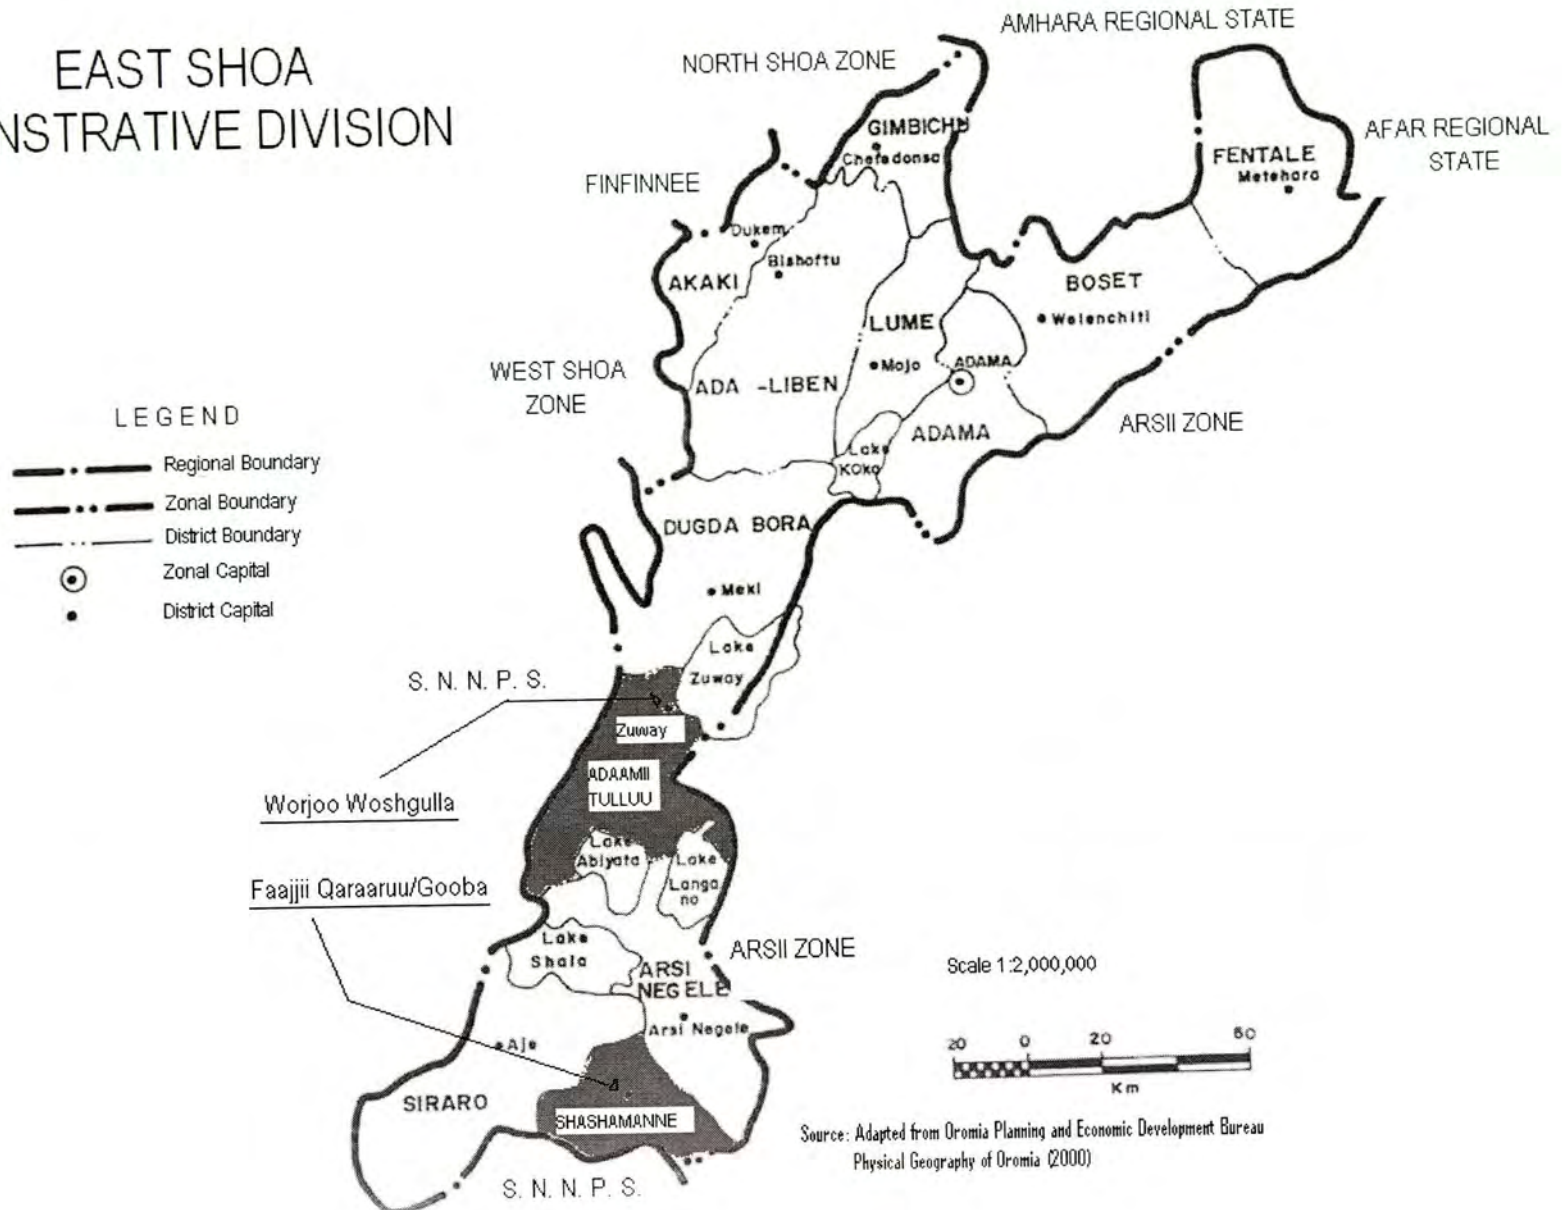 EAST SHOA
NSTRATIVE DIVISION
AMHARA REGIONAL STATE
NORTH SHOA ZONE
GIMBICHU
Chefedonsa
AFAR REGIONAL
STATE
FENTALE
Metehara
FINFINNEE
Dukem
Bishoftu
AKAKI
BOSET
Welenchiti
LUME
Mojo
ADAMA
WEST SHOA
ZONE
ADA -LIBEN
ADAMA
ARSII ZONE
Lake
Koka
LEGEND
Regional Boundary
Zonal Boundary
District Boundary
Zonal Capital
District Capital
DUGDA BORA
Meki
Lake
Zuway
S. N. N. P. S.
Zuway
ADAAMII
TULLUU
Worjoo Woshgulla
Lake
Abiyata
Lake
Langa
no
Faajjii Qaraaruu/Gooba
Lake
Shala
ARSI
NEGELE
Arsi Negele
ARSII ZONE
Aje
SIRARO
SHASHAMANNE
S. N. N. P. S.
Scale 1:2,000,000
20 0 20 60
Km
Source: Adapted from Oromia Planning and Economic Development Bureau
Physical Geography of Oromia (2000)